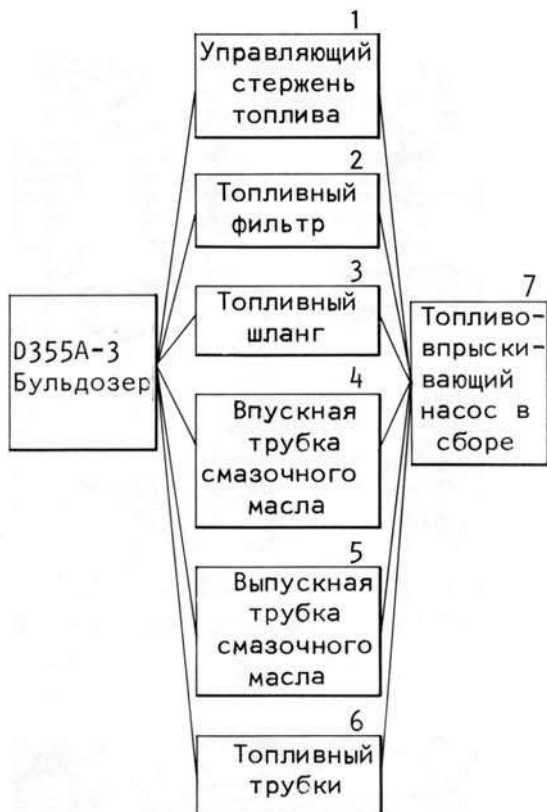 1
Управляющий
стержень
топлива
2
Топливный
фильтр
3
Топливный
шланг
D355A-3
Бульдозер
4
Впускная
трубка
смазочного
масла
5
Выпускная
трубка
смазочного
масла
6
Топливный
трубки
7
Топливо-
впрыски-
вающий
насос в
сборе